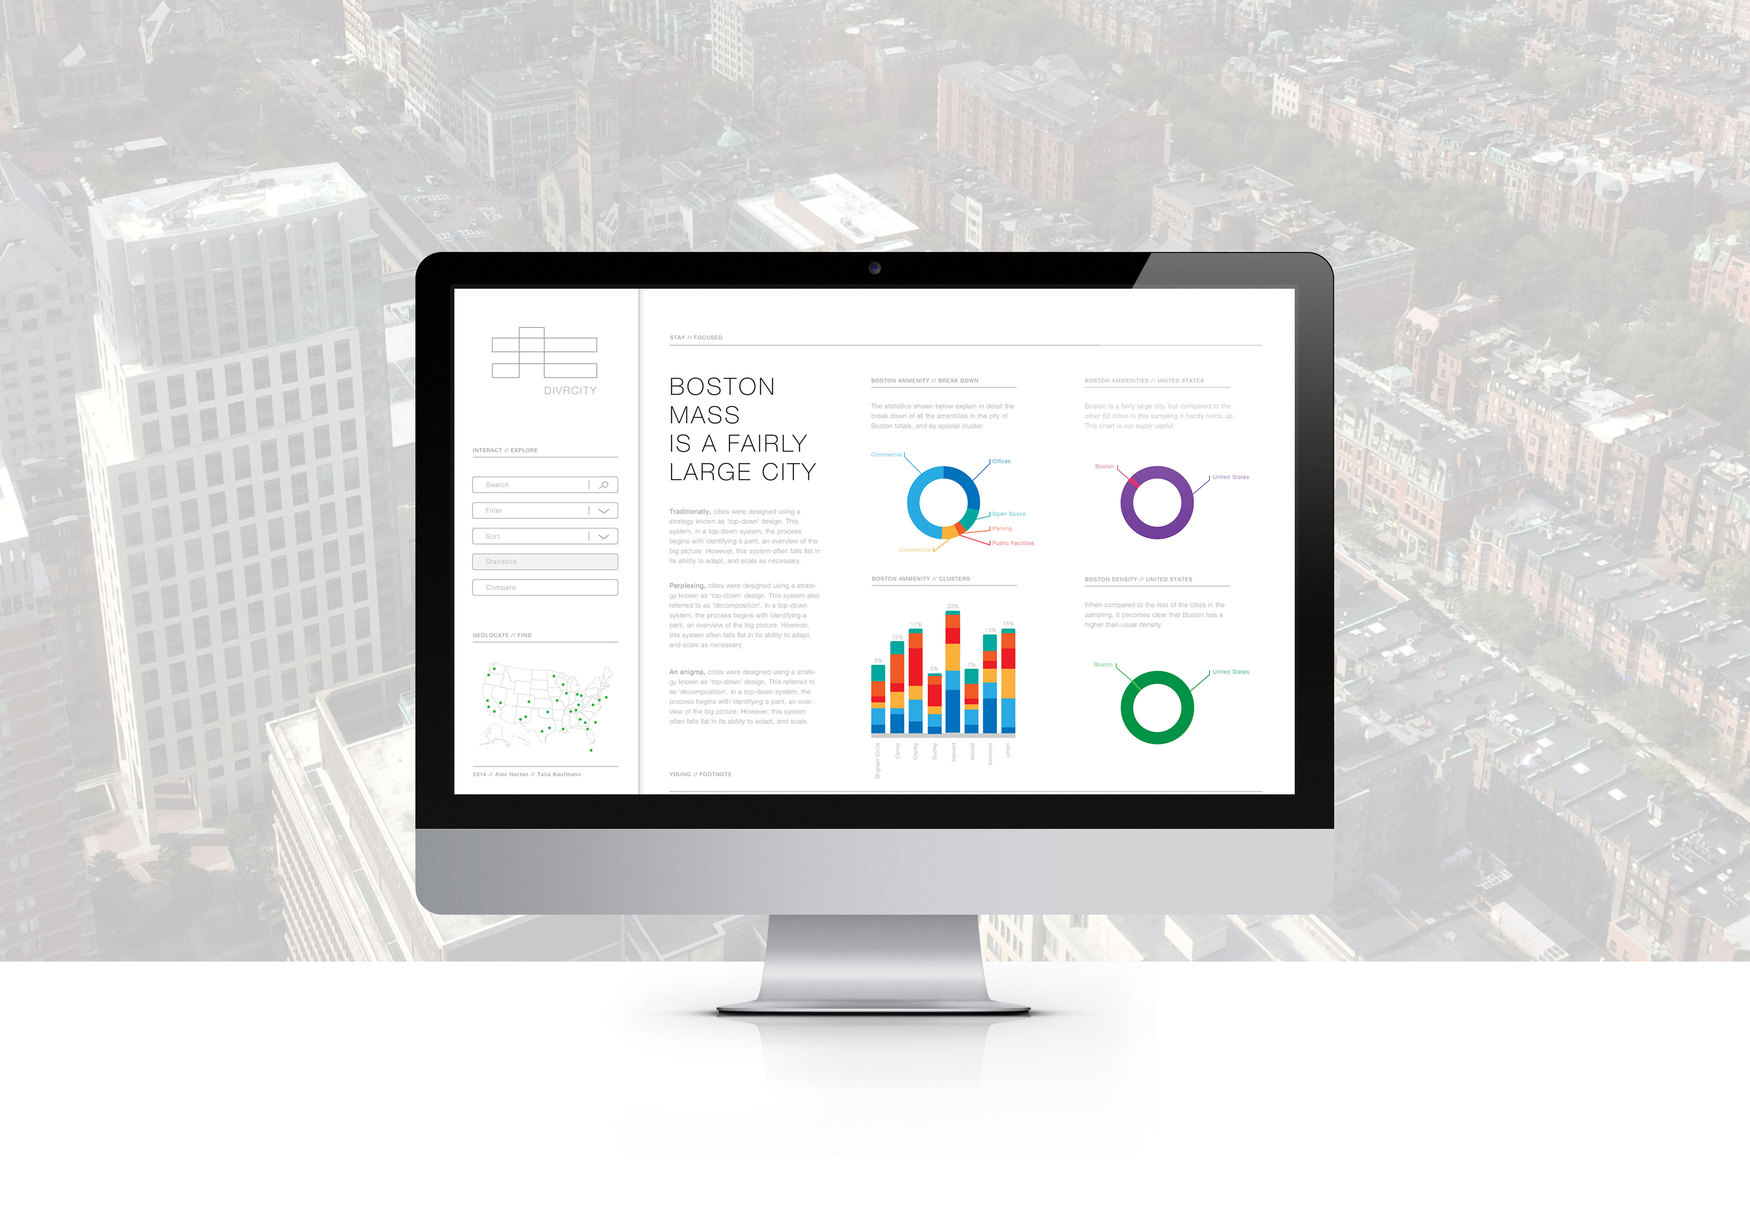 DIVRCITY
INTERACT // EXPLORE
Search
Filter
Sort
Statistics
Compare
GEOLOCATE // FIND
2014 // Alex Norton // Talia Kaufmann
STAY // FOCUSED
BOSTON
MASS
IS A FAIRLY
LARGE CITY
Traditionally, cities were designed using a
strategy known as 'top-down' design. This
system, in a top-down system, the process
begins with identifying a parti, an overview of the
big picture. However, this system often falls flat in
its ability to adapt, and scale as necessary.
Perplexing, cities were designed using a strate-
gy known as 'top-down' design. This system also
referred to as 'decomposition'. In a top-down
system, the process begins with identifying a
parti, an overview of the big picture. However,
this system often falls flat in its ability to adapt,
and scale as necessary.
An enigma, cities were designed using a strate-
gy known as 'top-down' design. This referred to
as 'decomposition'. In a top-down system, the
process begins with identifying a parti, an over-
view of the big picture. However, this system
often falls flat in its ability to adapt, and scale.
YOUNG // FOOTNOTE
BOSTON AMMENITY // BREAK DOWN
The statistics shown below explain in detail the
break down of all the amentities in the city of
Boston totals, and by special cluster.
Commercial
Offices
Open Space
Parking
Public Facilities
Commercial
BOSTON AMMENITY // CLUSTERS
12%
17%
22%
7%
13%
15%
Brigham Circle
Copley
Dudley
Harvard
Kendal
Kenmore
Union
BOSTON AMMENITIES // UNITED STATES
Boston is a fairly large city, but compared to the
other 50 cities in this sampling it hardly holds up.
This chart is not super useful.
Boston
United States
BOSTON DENSITY // UNITED STATES
When compared to the rest of the cities in the
sampling, it becomes clear that Boston has a
higher than usual density.
Boston
United States